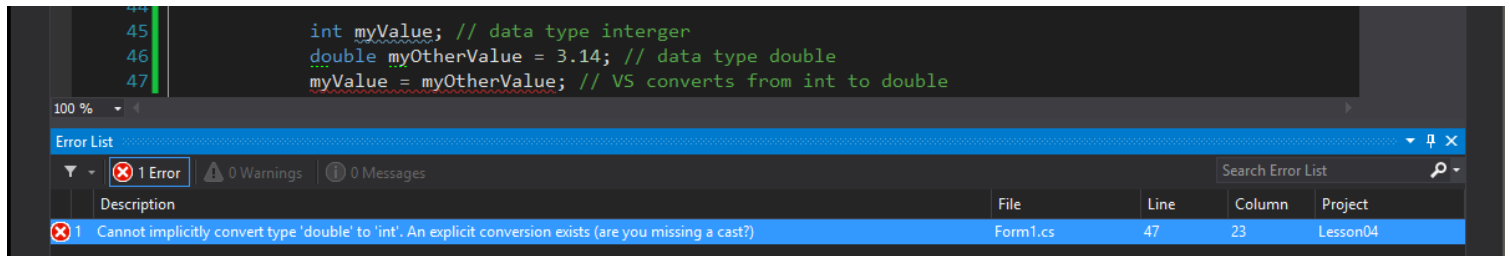 44
45 int myValue; // data type interger
46 double myOtherValue = 3.14; // data type double
47 myValue = myOtherValue; // VS converts from int to double
100 %
Error List
1 Error 0 Warnings 0 Messages Search Error List
Description File Line Column Project
1 Cannot implicitly convert type 'double' to 'int'. An explicit conversion exists (are you missing a cast?) Form1.cs 47 23 Lesson04